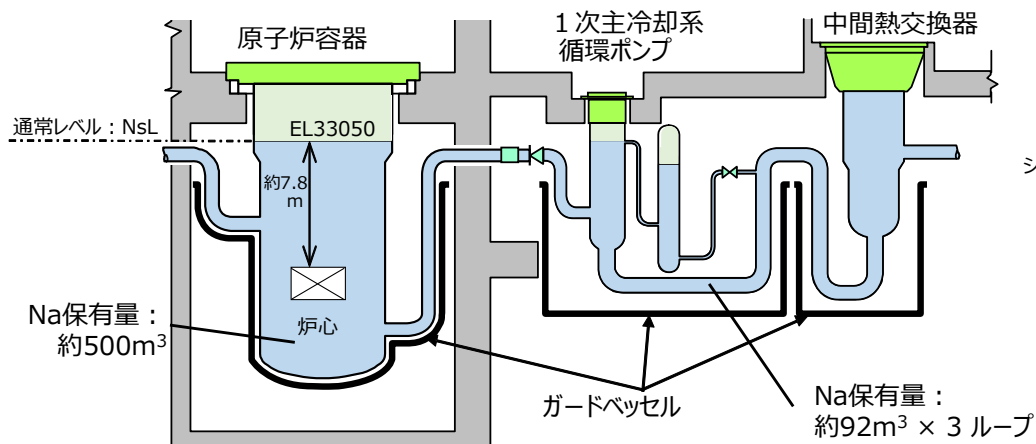 原子炉容器
1次主冷却系
循環ポンプ
中間熱交換器
通常レベル：NsL
EL33050
約7.8
m
シ
炉心
Na保有量：
約500m³
ガードベッセル
Na保有量：
約92m³ × 3 ループ